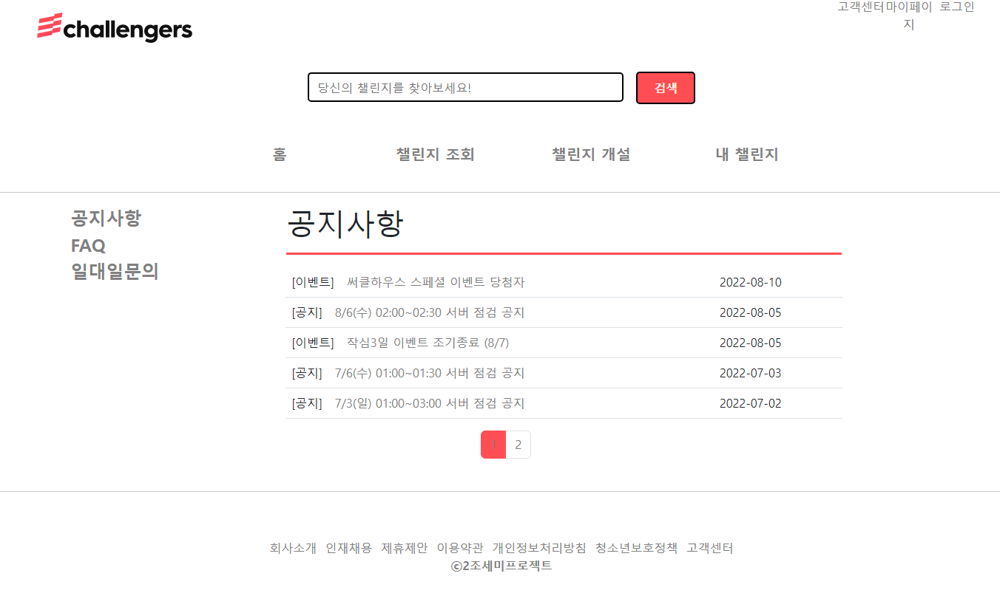 challengers
고객센터마이페이 로그인
지
당신의 챌린지를 찾아보세요!
검색
홈 챌린지 조회 챌린지 개설 내 챌린지
공지사항
FAQ
일대일문의
공지사항
[이벤트] 써클하우스 스페셜 이벤트 당첨자 2022-08-10
[공지] 8/6(수) 02:00~02:30 서버 점검 공지 2022-08-05
[이벤트] 작심3일 이벤트 조기종료 (8/7) 2022-08-05
[공지] 7/6(수) 01:00~01:30 서버 점검 공지 2022-07-03
[공지] 7/3(일) 01:00~03:00 서버 점검 공지 2022-07-02
1 2
회사소개 인재채용 제휴제안 이용약관 개인정보처리방침 청소년보호정책 고객센터
©2조세미프로젝트